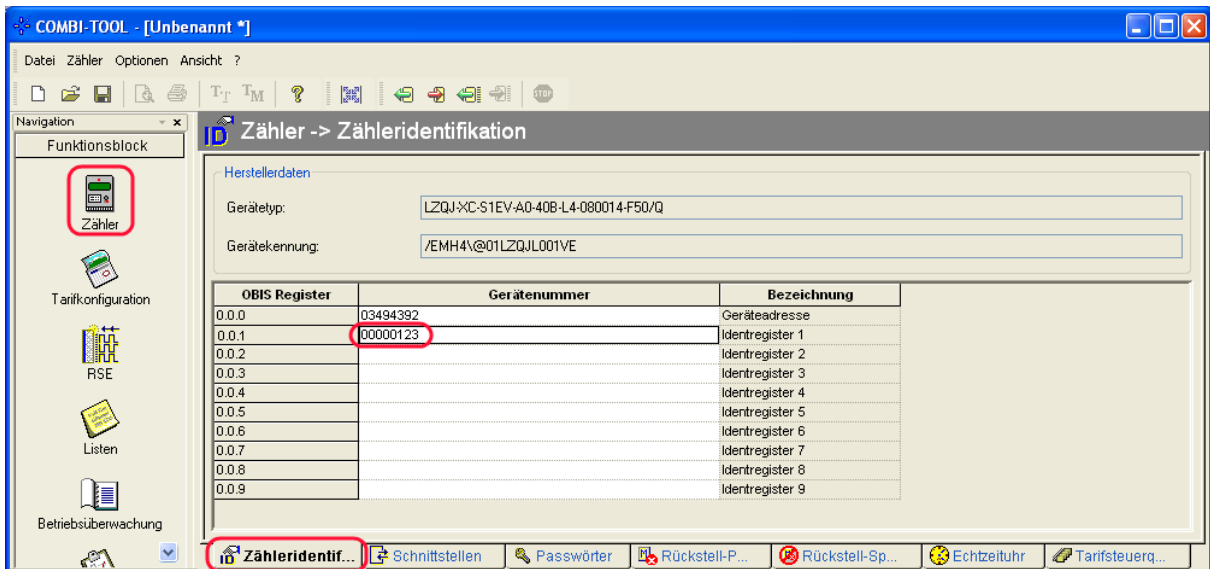 COMBI-TOOL - [Unbenannt *]
Datei Zähler Optionen Ansicht ?
Navigation
Funktionsblock
Zähler
Tarifkonfiguration
RSE
Listen
Betriebsüberwachung
ID Zähler -> Zähleridentifikation
Herstellerdaten
Gerätetyp: LZQJ-XC-S1EV-A0-40B-L4-080014-F50/Q
Gerätekennung: /EMH4\@01LZQJL001VE
OBIS Register Gerätenummer Bezeichnung
0.0.0 03494392 Geräteadresse
0.0.1 00000123 Identregister 1
0.0.2 Identregister 2
0.0.3 Identregister 3
0.0.4 Identregister 4
0.0.5 Identregister 5
0.0.6 Identregister 6
0.0.7 Identregister 7
0.0.8 Identregister 8
0.0.9 Identregister 9
Zähleridentif... Schnittstellen Passwörter Rückstell-P... Rückstell-Sp... Echtzeituhr Tarifsteuerq...